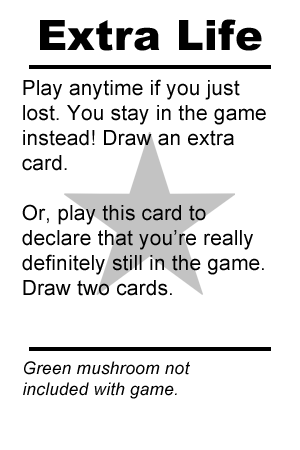 Extra Life
Play anytime if you just
lost. You stay in the game
instead! Draw an extra
card.
Or, play this card to
declare that you're really
definitely still in the game.
Draw two cards.
Green mushroom not
included with game.